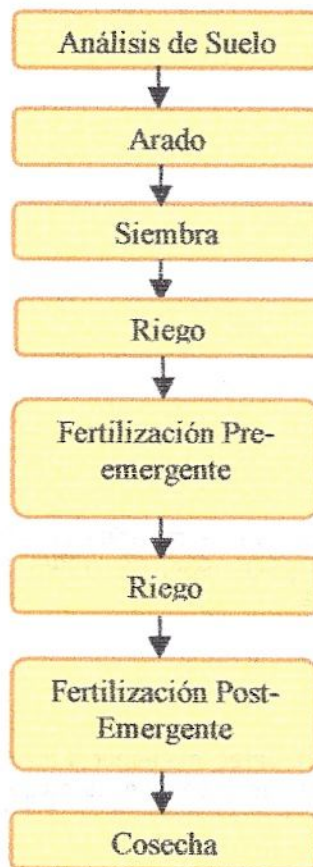 Análisis de Suelo
Arado
Siembra
Riego
Fertilización Pre-
emergente
Riego
Fertilización Post-
Emergente
Cosecha